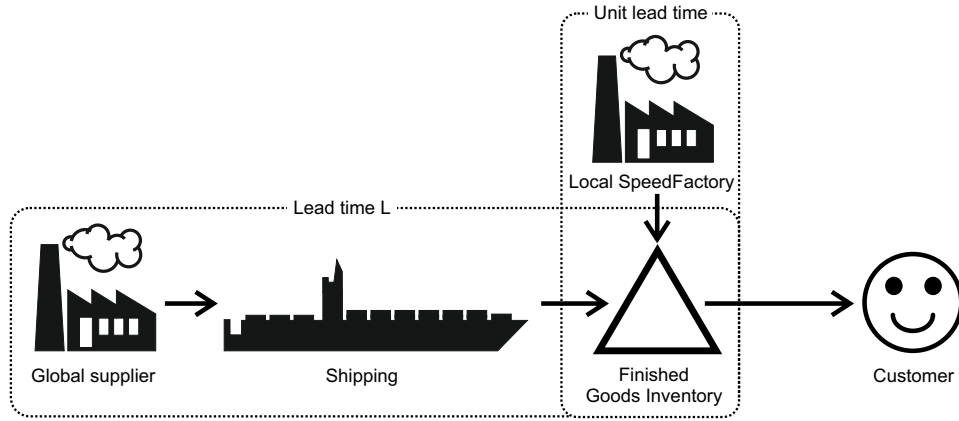 Unit lead time
Local SpeedFactory
Lead time L
Global supplier
Shipping
Finished
Goods Inventory
Customer